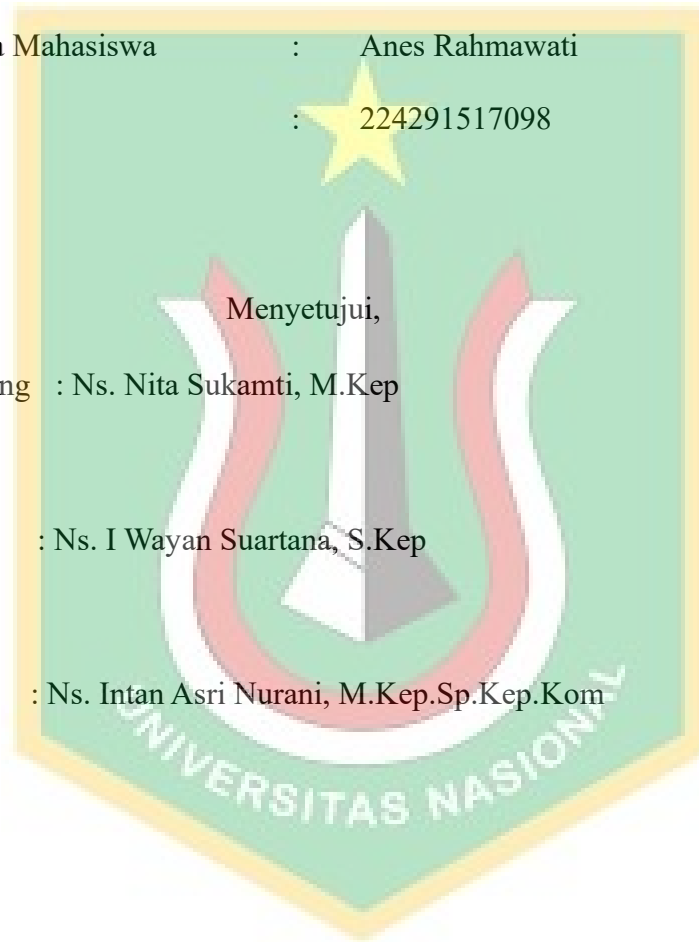 a Mahasiswa : Anes Rahmawati
: 224291517098
Menyetujui,
ng : Ns. Nita Sukamti, M.Kep
: Ns. I Wayan Suartana, S.Kep
: Ns. Intan Asri Nurani, M.Kep.Sp.Kep.Kom
UNIVERSITAS NASIONAL